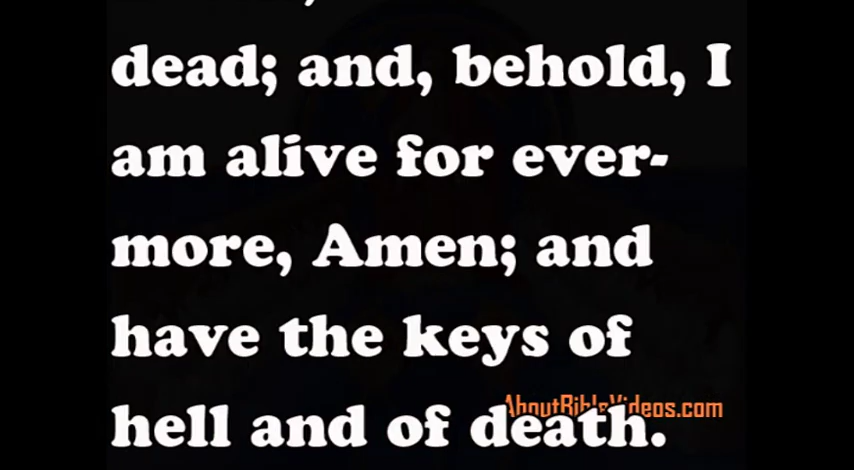 dead; and, behold, I
am alive for ever-
more, Amen; and
have the keys of
AboutBibleVideos.com
hell and of death.